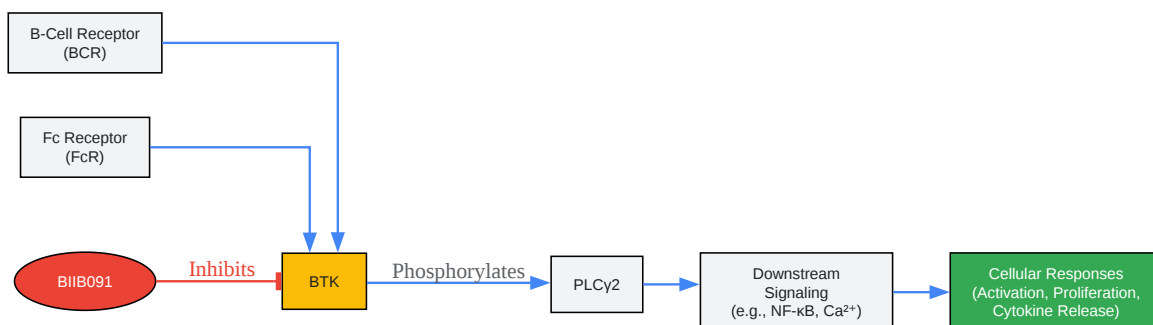 B-Cell Receptor
(BCR)
Fc Receptor
(FcR)
BIIB091
Inhibits
BTK
Phosphorylates
PLCγ2
Downstream
Signaling
(e.g., NF-κB, Ca²⁺)
Cellular Responses
(Activation, Proliferation,
Cytokine Release)